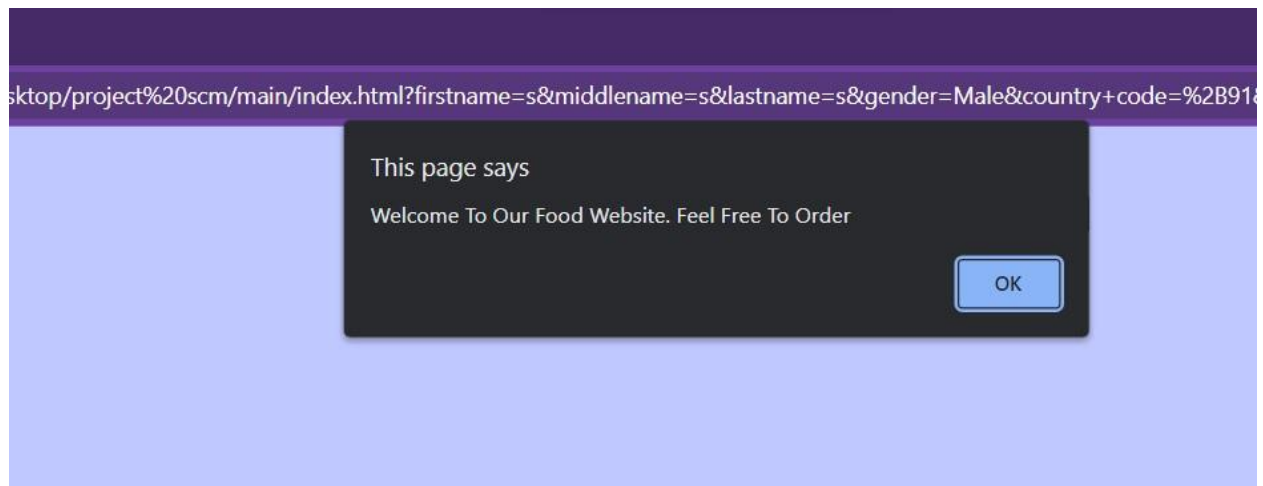 sktop/project%20scm/main/index.html?firstname=s&middlename=s&lastname=s&gender=Male&country+code=%2B91&
This page says
Welcome To Our Food Website. Feel Free To Order
OK